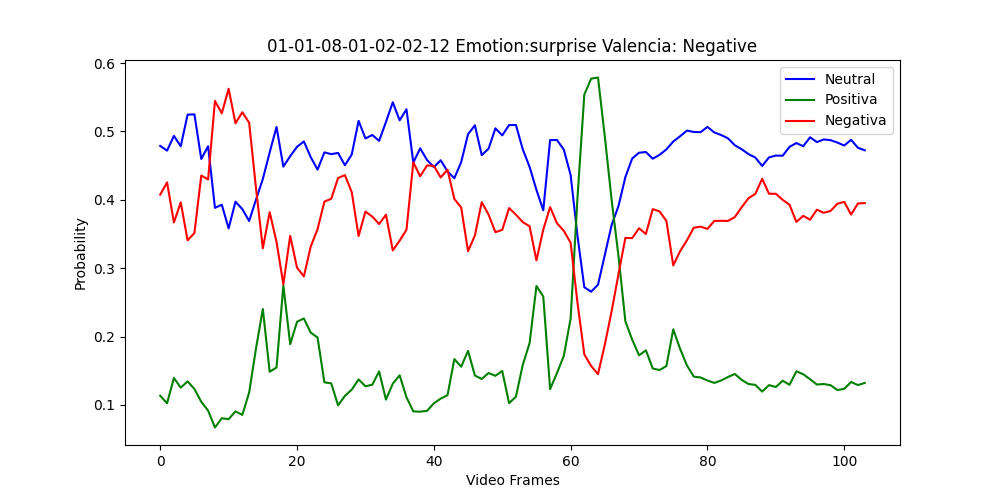 01-01-08-01-02-02-12 Emotion:surprise Valencia: Negative
Probability
0.6
0.5
0.4
0.3
0.2
0.1
Neutral
Positiva
Negativa
0 20 40 60 80 100
Video Frames